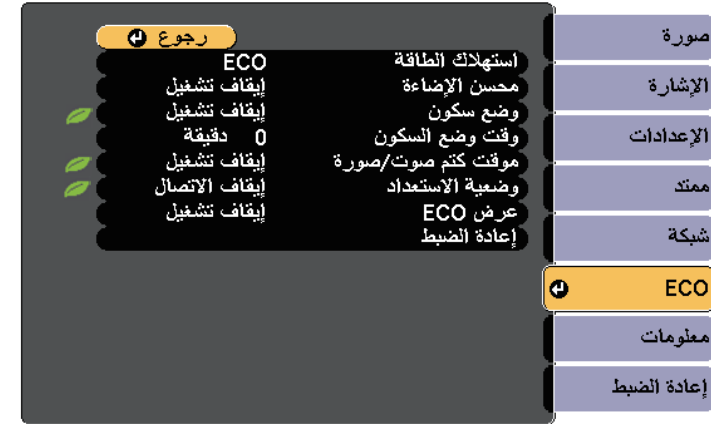 رجوع
استهلاك الطاقة ECO
محسن الإضاءة إيقاف تشغيل
وضع سكون إيقاف تشغيل
وقت وضع السكون 0 دقيقة
موقت كتم صوت/صورة إيقاف تشغيل
وضعية الاستعداد إيقاف الاتصال
عرض ECO إيقاف تشغيل
إعادة الضبط
صورة
الإشارة
الإعدادات
ممتد
شبكة
ECO
معلومات
إعادة الضبط